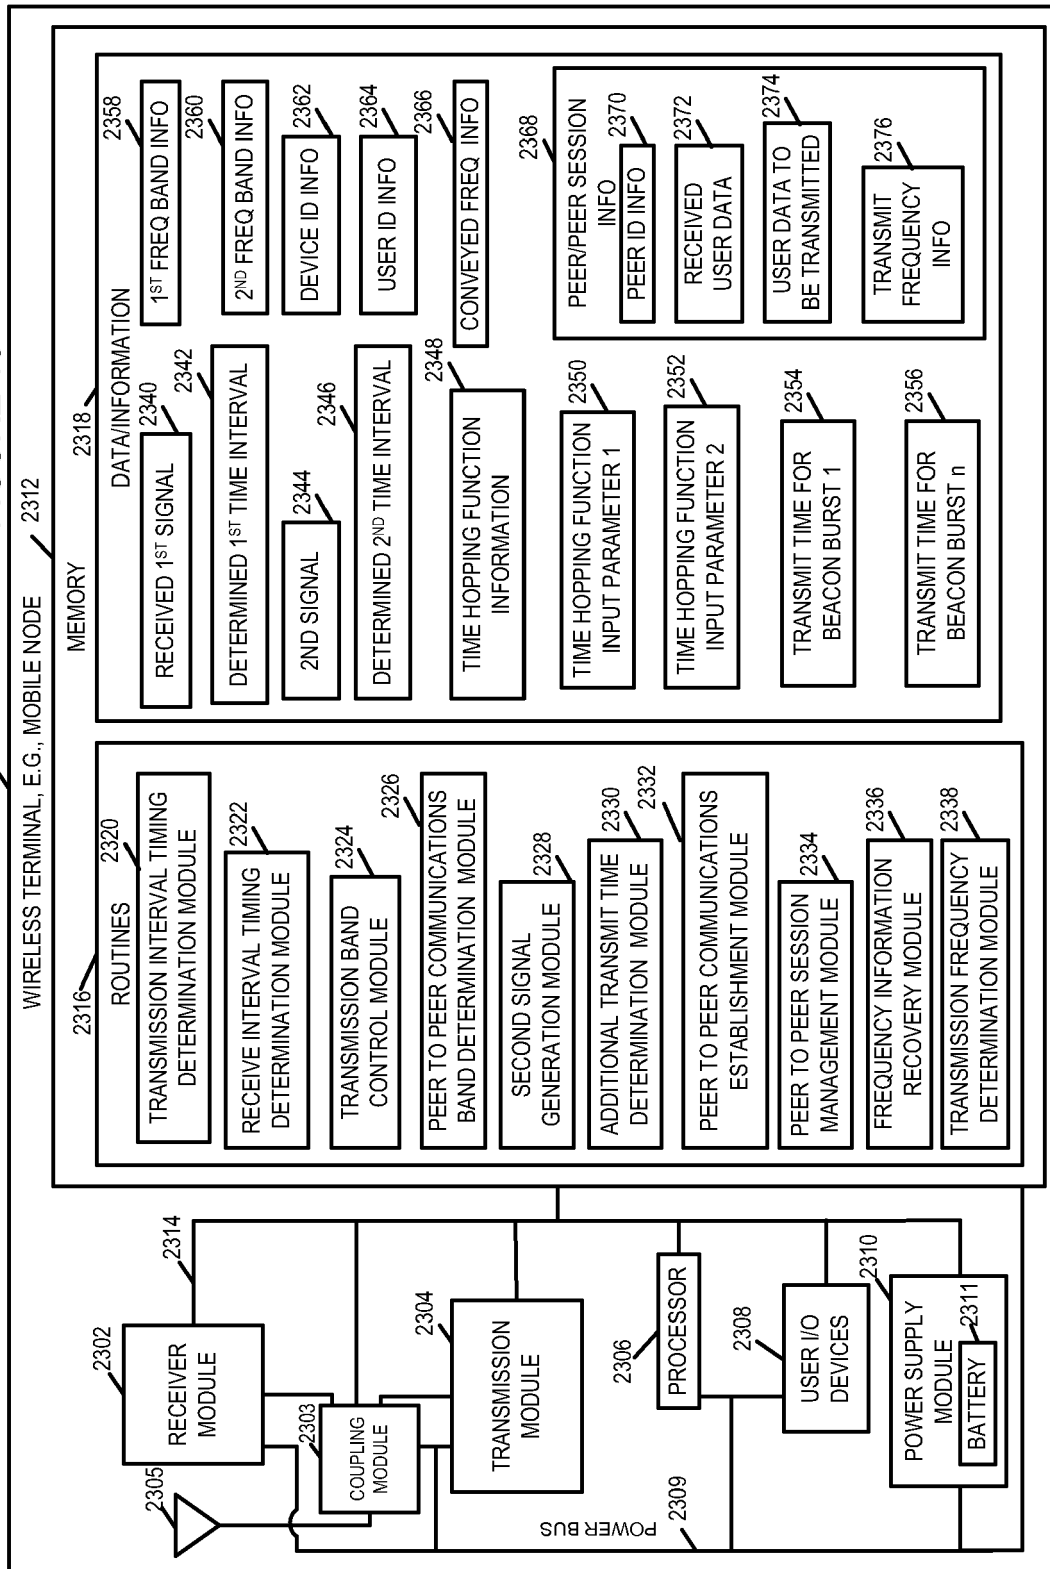 WIRELESS TERMINAL, E.G., MOBILE NODE
2312
MEMORY
2302
RECEIVER
MODULE
2314
2305
2303
COUPLING
MODULE
2304
TRANSMISSION
MODULE
2306
PROCESSOR
2308
USER I/O
DEVICES
2310
POWER SUPPLY
MODULE
2311
BATTERY
POWER BUS
2309
2316
ROUTINES
2320
TRANSMISSION INTERVAL TIMING
DETERMINATION MODULE
2322
RECEIVE INTERVAL TIMING
DETERMINATION MODULE
2324
TRANSMISSION BAND
CONTROL MODULE
2326
PEER TO PEER COMMUNICATIONS
BAND DETERMINATION MODULE
2328
SECOND SIGNAL
GENERATION MODULE
2330
ADDITIONAL TRANSMIT TIME
DETERMINATION MODULE
2332
PEER TO PEER COMMUNICATIONS
ESTABLISHMENT MODULE
2334
PEER TO PEER SESSION
MANAGEMENT MODULE
2336
FREQUENCY INFORMATION
RECOVERY MODULE
2338
TRANSMISSION FREQUENCY
DETERMINATION MODULE
2318
DATA/INFORMATION
2340
RECEIVED 1ST SIGNAL
2342
DETERMINED 1ST TIME INTERVAL
2344
2ND SIGNAL
2346
DETERMINED 2ND TIME INTERVAL
2348
TIME HOPPING FUNCTION
INFORMATION
2350
TIME HOPPING FUNCTION
INPUT PARAMETER 1
2352
TIME HOPPING FUNCTION
INPUT PARAMETER 2
2354
TRANSMIT TIME FOR
BEACON BURST 1
2356
TRANSMIT TIME FOR
BEACON BURST n
2358
1ST FREQ BAND INFO
2360
2ND FREQ BAND INFO
2362
DEVICE ID INFO
2364
USER ID INFO
2366
CONVEYED FREQ INFO
2368
PEER/PEER SESSION
INFO
2370
PEER ID INFO
2372
RECEIVED
USER DATA
2374
USER DATA TO
BE TRANSMITTED
2376
TRANSMIT
FREQUENCY
INFO